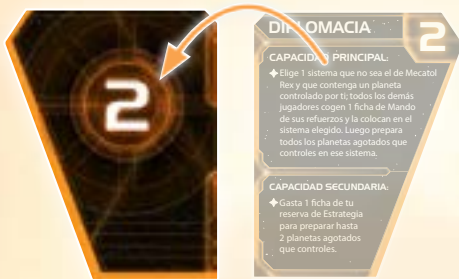 2
DIPLOMACIA
2
CAPACIDAD PRINCIPAL:
Elige 1 sistema que no sea el de Mecatol
Rex y que contenga un planeta
controlado por ti; todos los demás
jugadores cogen 1 ficha de Mando
de sus refuerzos y la colocan en el
sistema elegido. Luego prepara
todos los planetas agotados que
controles en ese sistema.
CAPACIDAD SECUNDARIA:
Gasta 1 ficha de tu
reserva de Estrategia
para preparar hasta
2 planetas agotados
que controles.